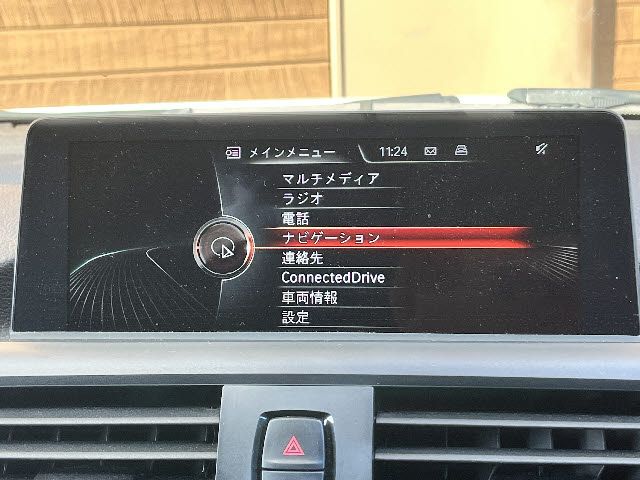 メインメニュー 11:24
マルチメディア
ラジオ
電話
ナビゲーション
連絡先
ConnectedDrive
車両情報
設定